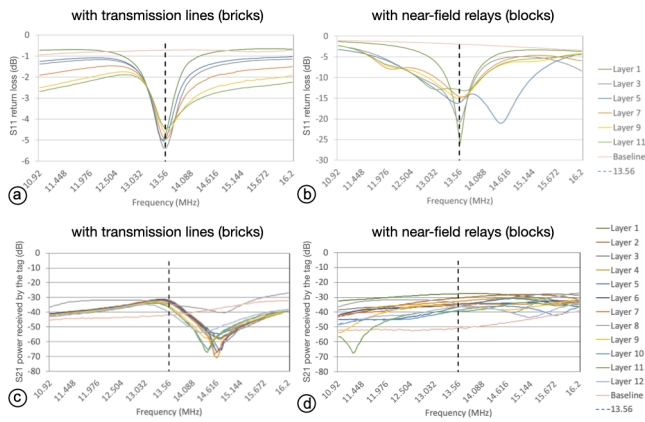 with transmission lines (bricks)
with near-field relays (blocks)
S11 return loss (dB)
0
-1
-2
-3
-4
-5
-6
10.92
11.448
11.976
12.504
13.032
13.56
14.088
14.616
15.144
15.672
16.2
Frequency (MHz)
a
S11 return loss (dB)
0
-5
-10
-15
-20
-25
-30
10.92
11.448
11.976
12.504
13.032
13.56
14.088
14.616
15.144
15.672
16.2
Frequency (MHz)
b
Layer 1
Layer 3
Layer 5
Layer 7
Layer 9
Layer 11
Baseline
13.56
with transmission lines (bricks)
with near-field relays (blocks)
S21 power received by the tag (dB)
0
-10
-20
-30
-40
-50
-60
-70
-80
10.92
11.448
11.976
12.504
13.032
13.56
14.088
14.616
15.144
15.672
16.2
Frequency (MHz)
c
S21 power received by the tag (dB)
0
-10
-20
-30
-40
-50
-60
-70
-80
10.92
11.448
11.976
12.504
13.032
13.56
14.088
14.616
15.144
15.672
16.2
Frequency (MHz)
d
Layer 1
Layer 2
Layer 3
Layer 4
Layer 5
Layer 6
Layer 7
Layer 8
Layer 9
Layer 10
Layer 11
Layer 12
Baseline
13.56